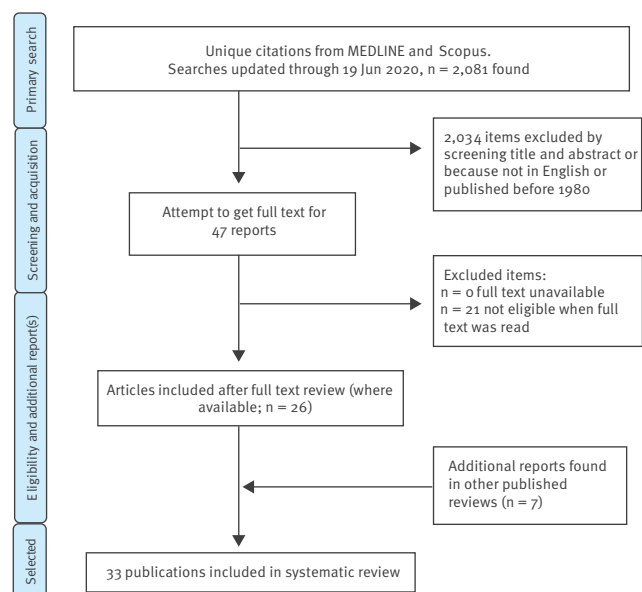 Primary search
Unique citations from MEDLINE and Scopus.
Searches updated through 19 Jun 2020, n = 2,081 found
Screening and acquisition
2,034 items excluded by
screening title and abstract or
because not in English or
published before 1980
Attempt to get full text for
47 reports
Excluded items:
n = 0 full text unavailable
n = 21 not eligible when full
text was read
Eligibility and additional report(s)
Articles included after full text review (where
available; n = 26)
Additional reports found
in other published
reviews (n = 7)
Selected
33 publications included in systematic review